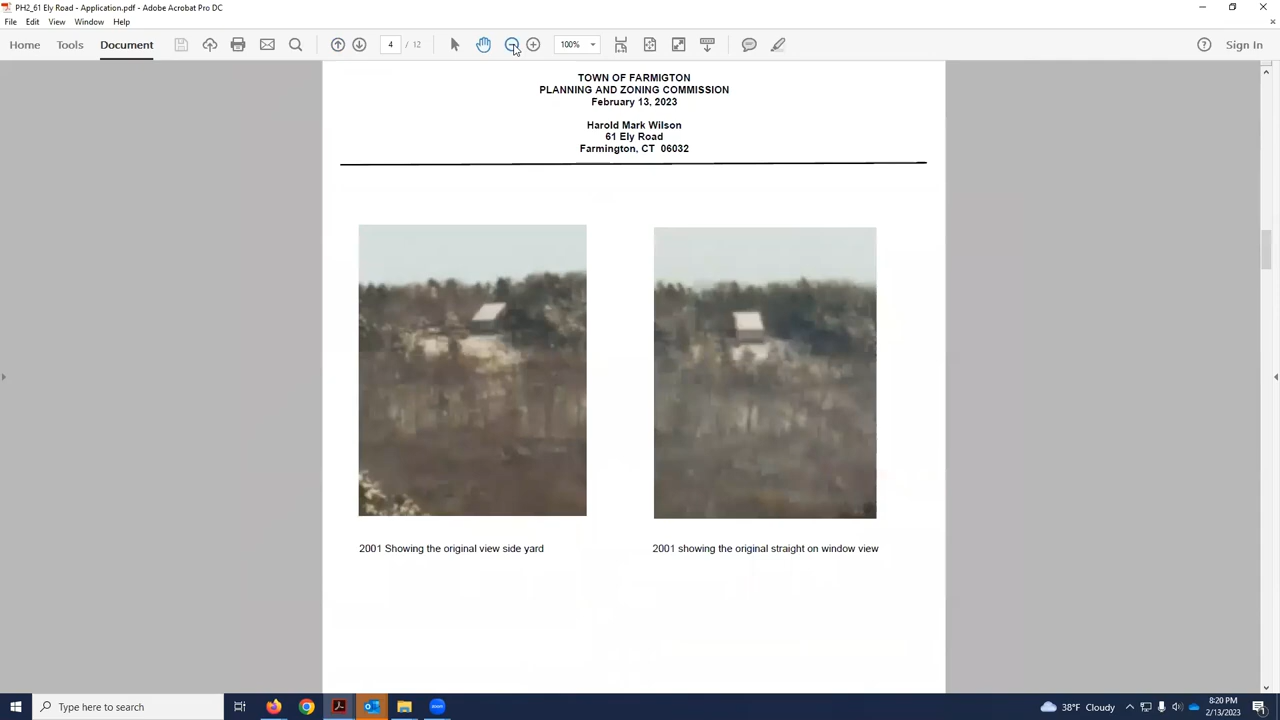 PH2_61 Ely Road - Application.pdf - Adobe Acrobat Pro DC
File Edit View Window Help
Home Tools Document 4 / 12 100% Sign In
TOWN OF FARMIGTON
PLANNING AND ZONING COMMISSION
February 13, 2023
Harold Mark Wilson
61 Ely Road
Farmington, CT 06032
2001 Showing the original view side yard
2001 showing the original straight on window view
Type here to search
zoom
38°F Cloudy
8:20 PM
2/13/2023